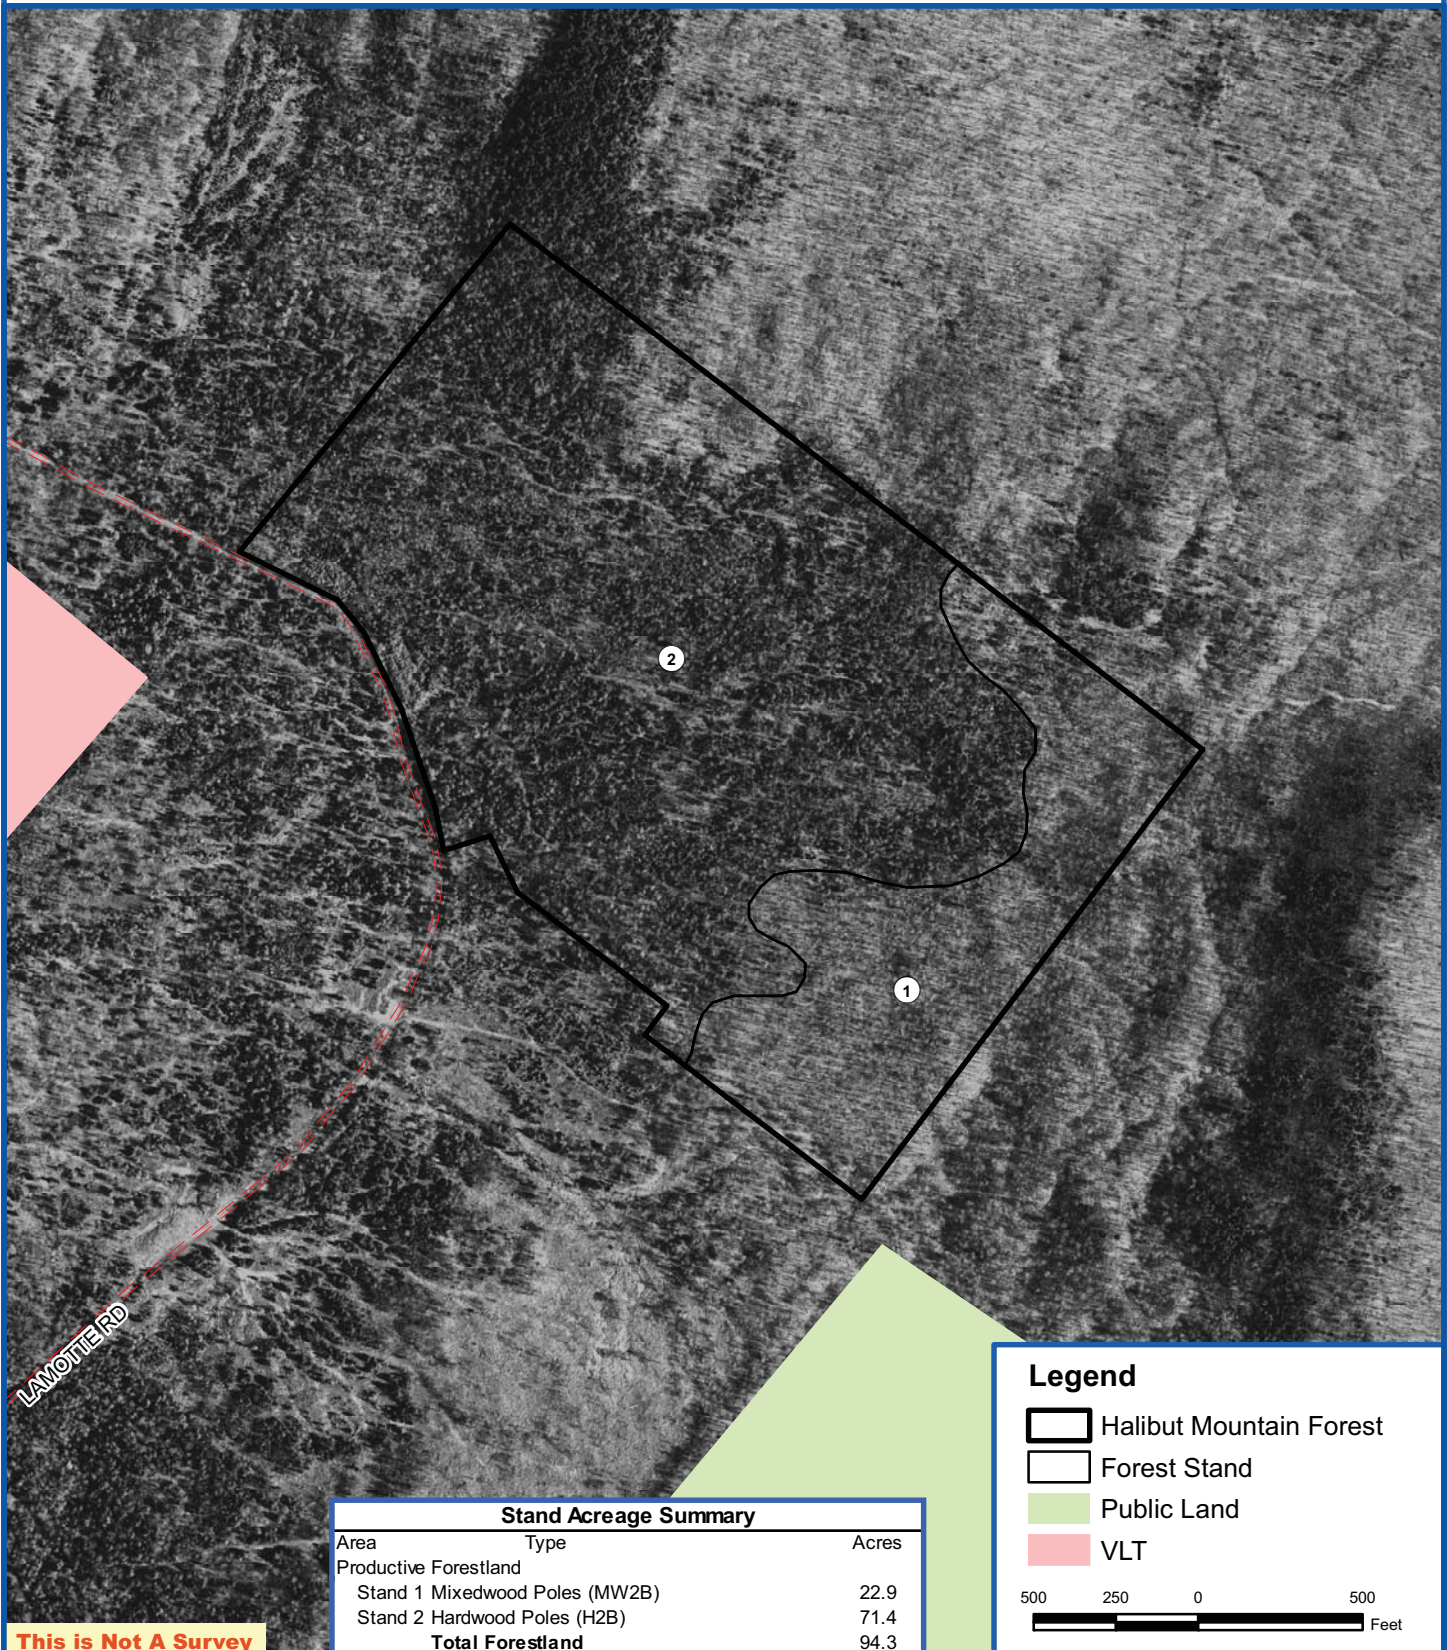 2
1
LAMOTTE RD
Legend
Halibut Mountain Forest
Forest Stand
Public Land
VLT
500 250 0 500
Feet
Stand Acreage Summary
Area Type Acres
Productive Forestland
Stand 1 Mixedwood Poles (MW2B) 22.9
Stand 2 Hardwood Poles (H2B) 71.4
Total Forestland 94.3
This is Not A Survey